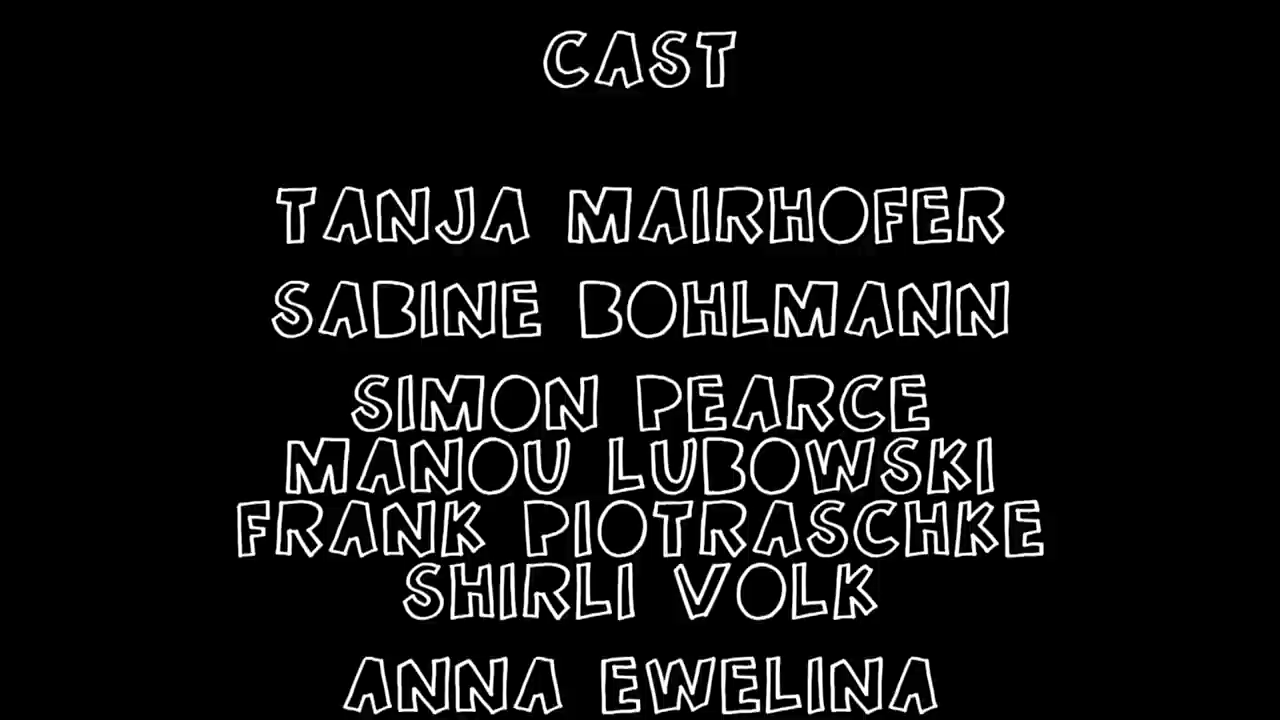 CAST
TANJA MAIRHOFER
SABINE BOHLMANN
SIMON PEARCE
MANOU LUBOWSKI
FRANK PIOTRASCHKE
SHIRLI VOLK
ANNA EWELINA